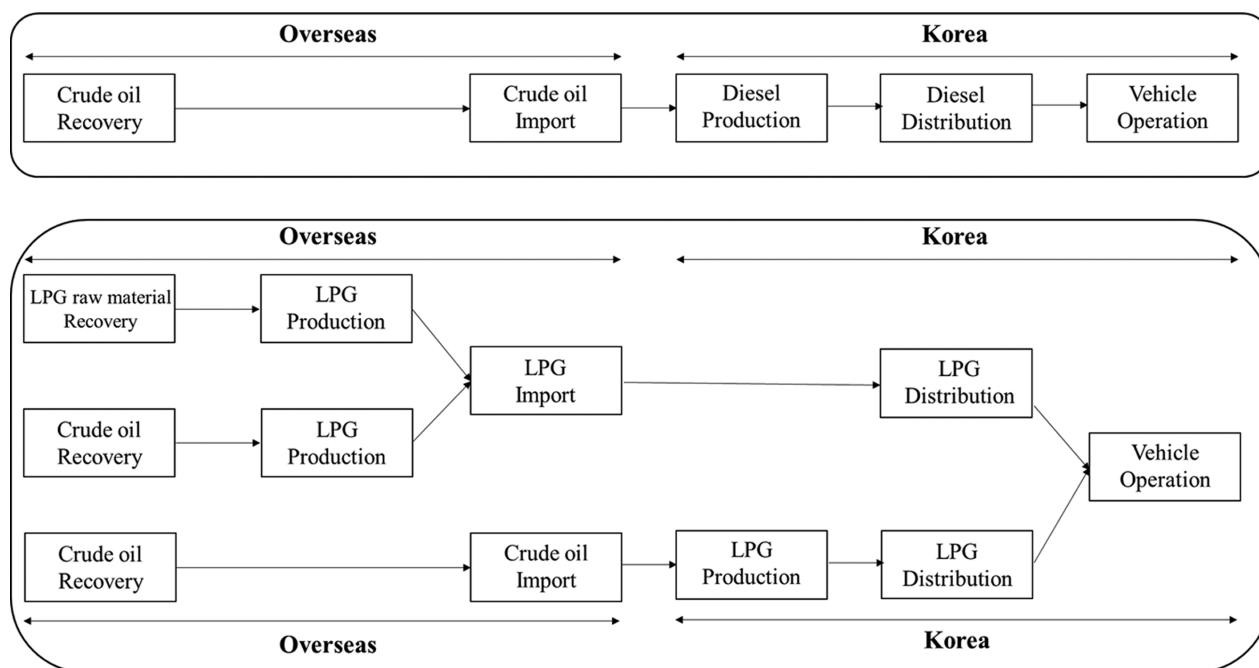 Overseas
Korea
Crude oil
Recovery
Crude oil
Import
Diesel
Production
Diesel
Distribution
Vehicle
Operation
Overseas
Korea
LPG raw material
Recovery
LPG
Production
LPG
Import
LPG
Distribution
Crude oil
Recovery
LPG
Production
Vehicle
Operation
Crude oil
Recovery
Crude oil
Import
LPG
Production
LPG
Distribution
Overseas
Korea